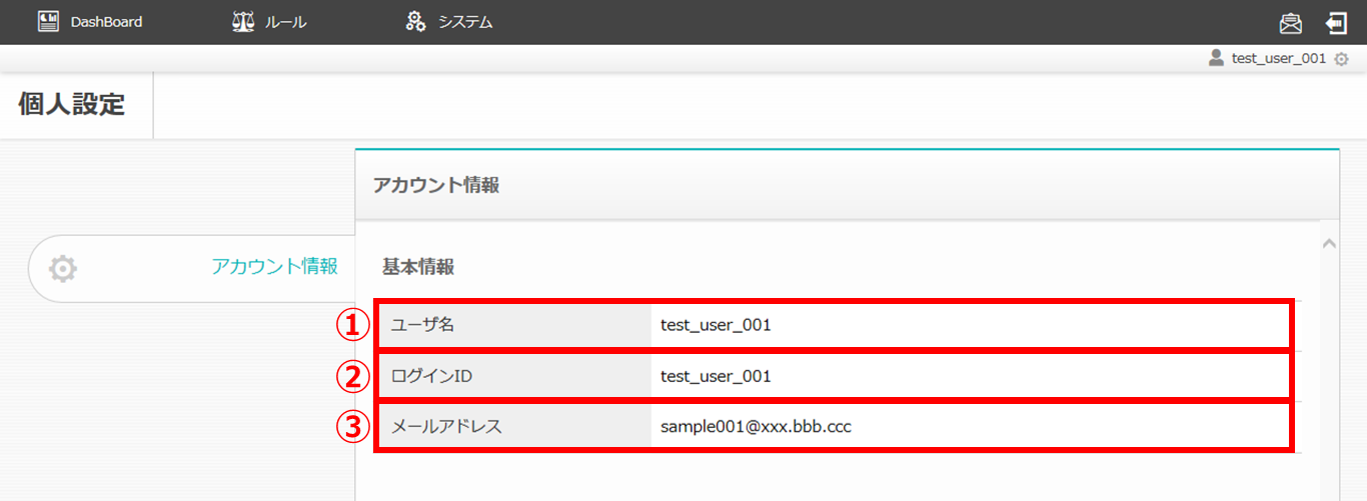 DashBoard ルール システム
test_user_001
個人設定
アカウント情報
アカウント情報
基本情報
① ユーザ名 test_user_001
② ログインID test_user_001
③ メールアドレス sample001@xxx.bbb.ccc